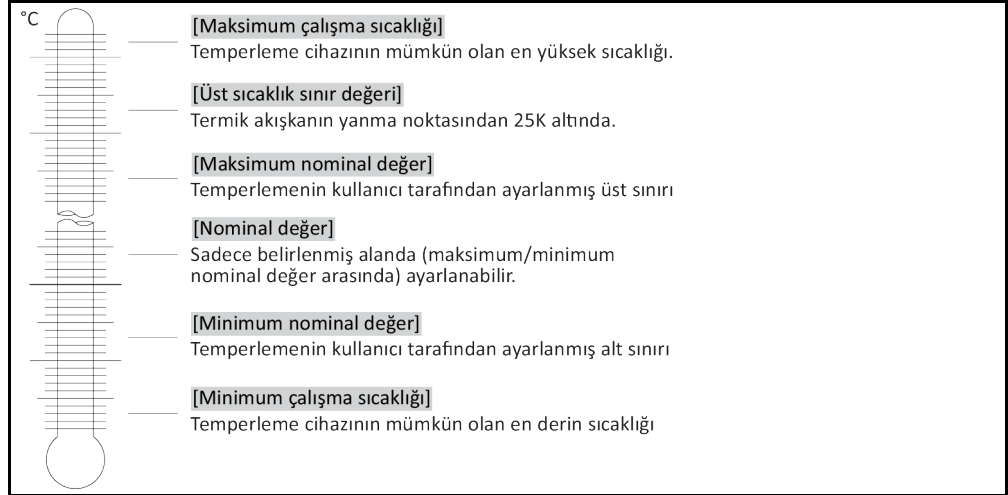 °C
[Maksimum çalışma sıcaklığı]
Temperleme cihazının mümkün olan en yüksek sıcaklığı.
[Üst sıcaklık sınır değeri]
Termik akışkanın yanma noktasından 25K altında.
[Maksimum nominal değer]
Temperlemenin kullanıcı tarafından ayarlanmış üst sınırı
[Nominal değer]
Sadece belirlenmiş alanda (maksimum/minimum
nominal değer arasında) ayarlanabilir.
[Minimum nominal değer]
Temperlemenin kullanıcı tarafından ayarlanmış alt sınırı
[Minimum çalışma sıcaklığı]
Temperleme cihazının mümkün olan en derin sıcaklığı